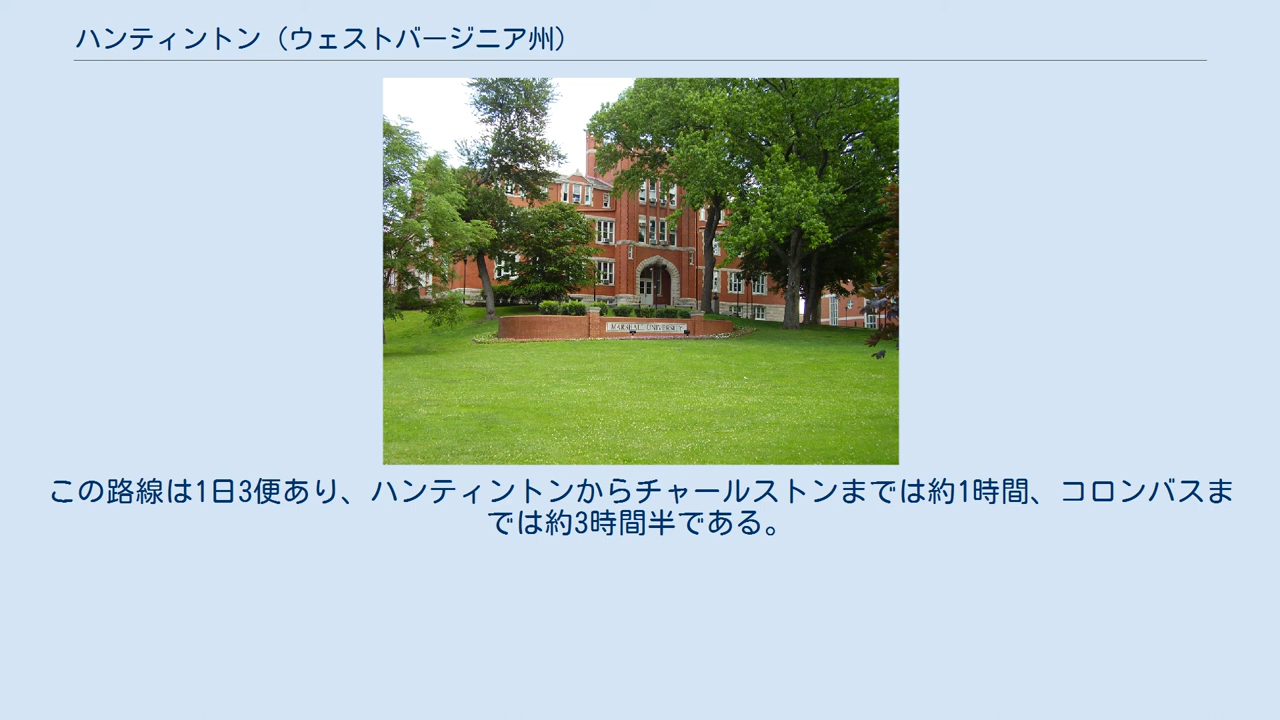 ハンティントン（ウェストバージニア州）
MARSHALL UNIVERSITY
この路線は1日3便あり、ハンティントンからチャールストンまでは約1時間、コロンバスま
では約3時間半である。